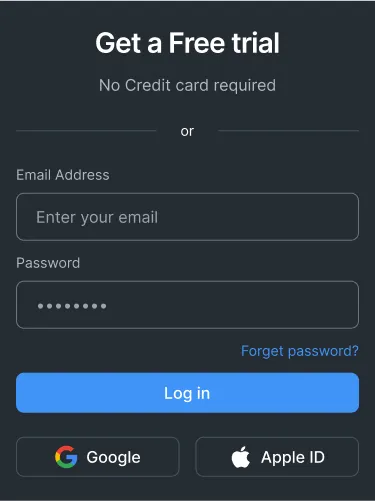 Get a Free trial
No Credit card required
or
Email Address
Enter your email
Password
••••••••
Forget password?
Log in
Google
Apple ID